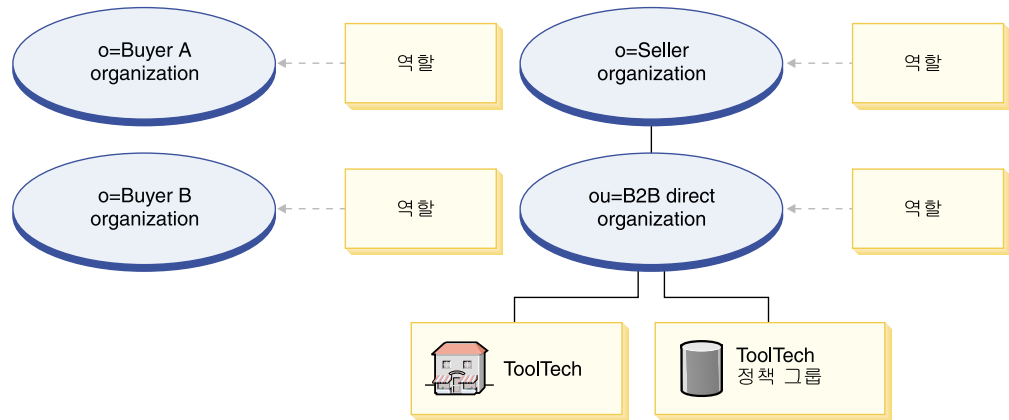 o=Buyer A
organization
역할
o=Seller
organization
역할
o=Buyer B
organization
역할
ou=B2B direct
organization
역할
ToolTech
ToolTech
정책 그룹